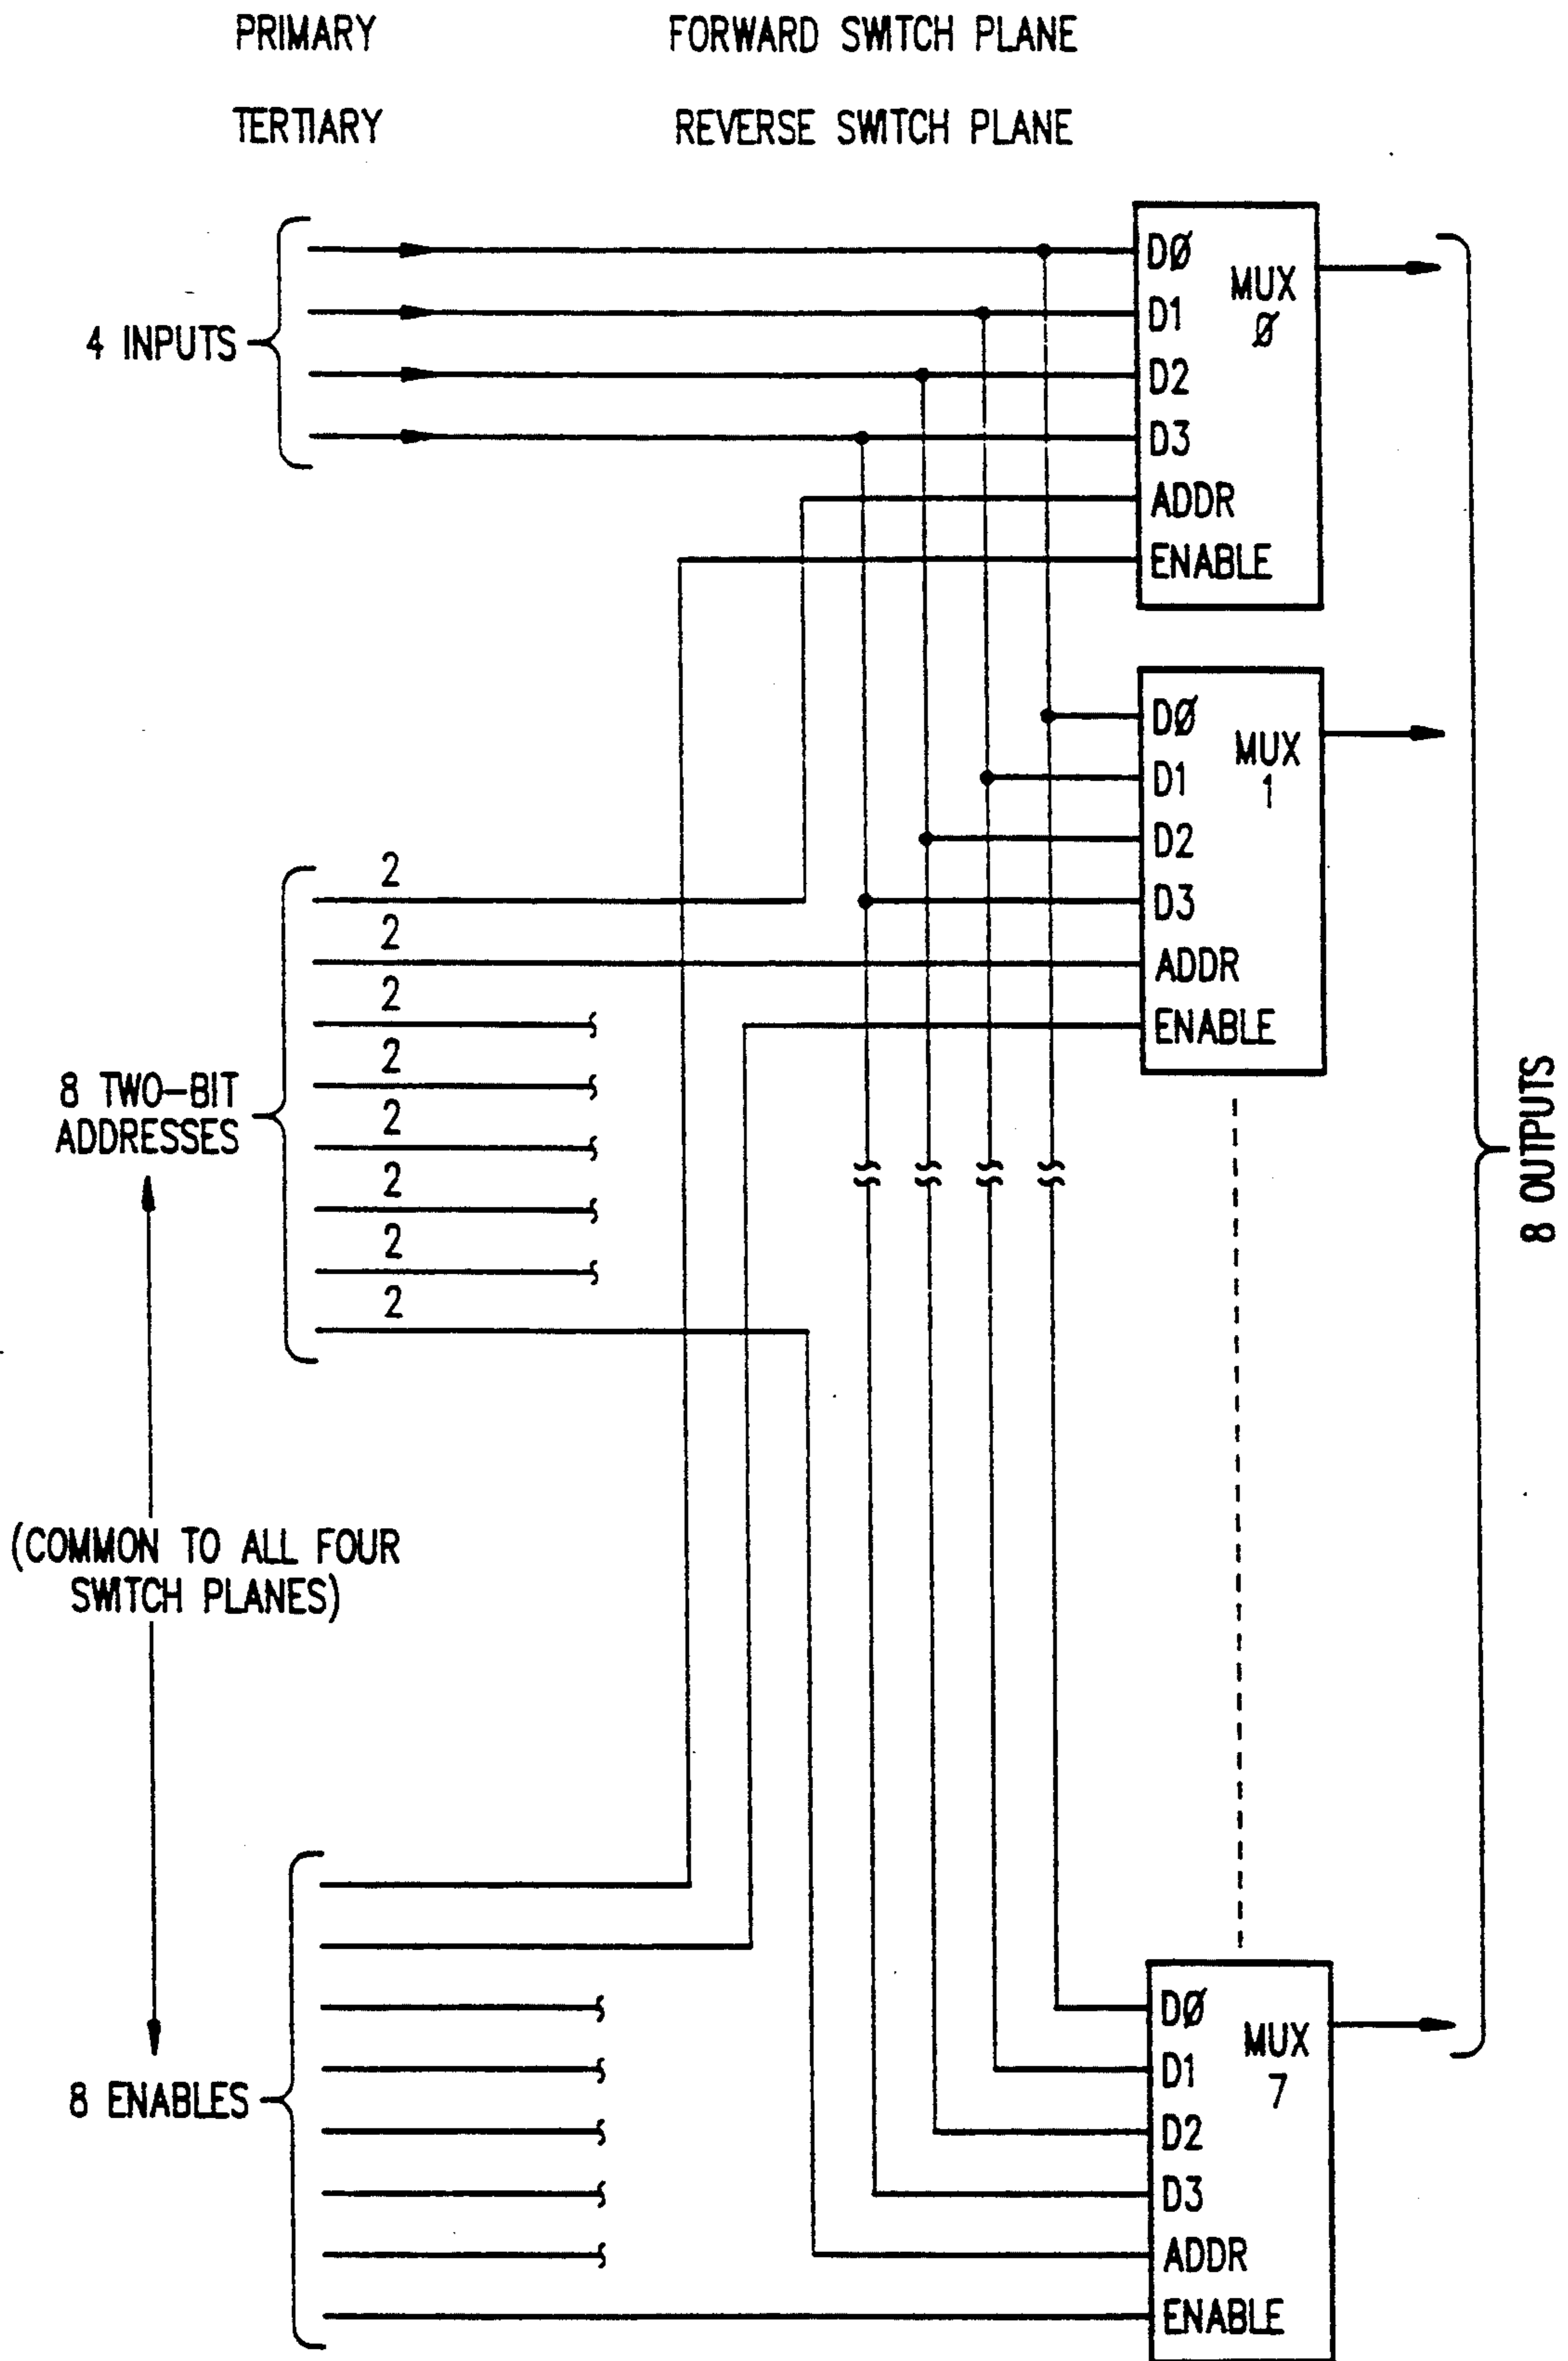 PRIMARY FORWARD SWITCH PLANE
TERTIARY REVERSE SWITCH PLANE
4 INPUTS
DØ
D1
D2
D3
ADDR
ENABLE
MUX
Ø
DØ
D1
D2
D3
ADDR
ENABLE
MUX
1
8 TWO-BIT
ADDRESSES
2
2
2
2
2
2
2
2
8 OUTPUTS
(COMMON TO ALL FOUR
SWITCH PLANES)
8 ENABLES
DØ
D1
D2
D3
ADDR
ENABLE
MUX
7